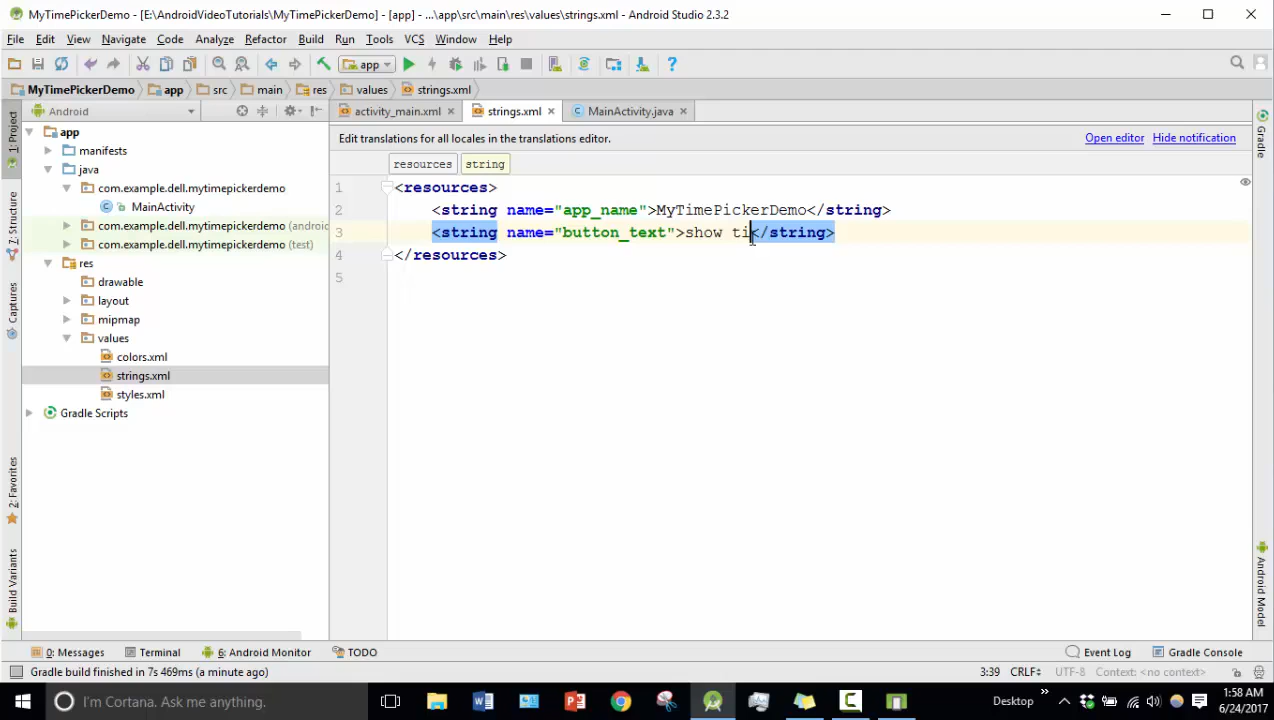 MyTimePickerDemo - [E:\AndroidVideoTutorials\MyTimePickerDemo] - [app] - ...\app\src\main\res\values\strings.xml - Android Studio 2.3.2
File Edit View Navigate Code Analyze Refactor Build Run Tools VCS Window Help
app
MyTimePickerDemo app src main res values strings.xml
Android
activity_main.xml strings.xml MainActivity.java
Edit translations for all locales in the translations editor.
Open editor Hide notification
resources string
1 <resources>
2 <string name="app_name">MyTimePickerDemo</string>
3 <string name="button_text">show ti</string>
4 </resources>
5
app
manifests
java
com.example.dell.mytimepickerdemo
MainActivity
com.example.dell.mytimepickerdemo (android
com.example.dell.mytimepickerdemo (test)
res
drawable
layout
mipmap
values
colors.xml
strings.xml
styles.xml
Gradle Scripts
1: Project
7: Structure
Captures
2: Favorites
Build Variants
Gradle
Android Model
0: Messages Terminal 6: Android Monitor TODO Event Log Gradle Console
Gradle build finished in 7s 469ms (a minute ago)
3:39 CRLF UTF-8 Context: <no context>
I'm Cortana. Ask me anything.
Desktop
1:58 AM
6/24/2017